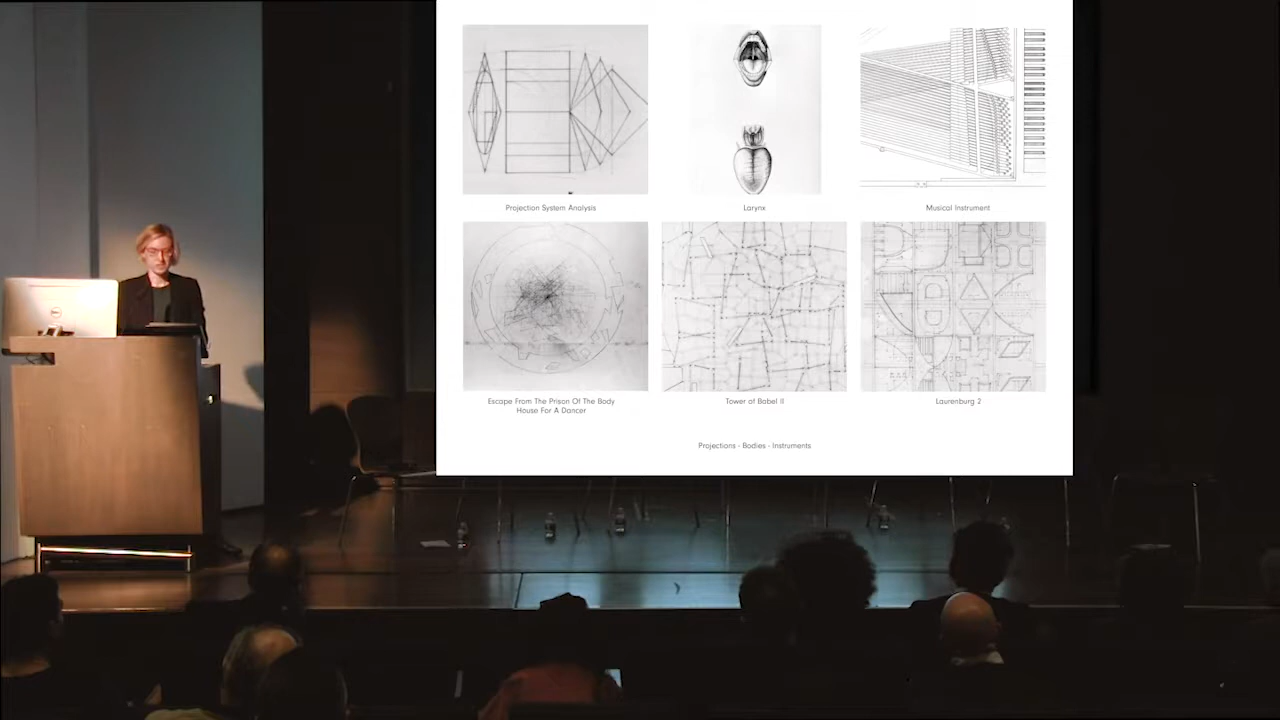 Projection System Analysis
Larynx
Musical Instrument
Escape From The Prison Of The Body
House For A Dancer
Tower of Babel II
Laurenburg 2
Projections - Bodies - Instruments